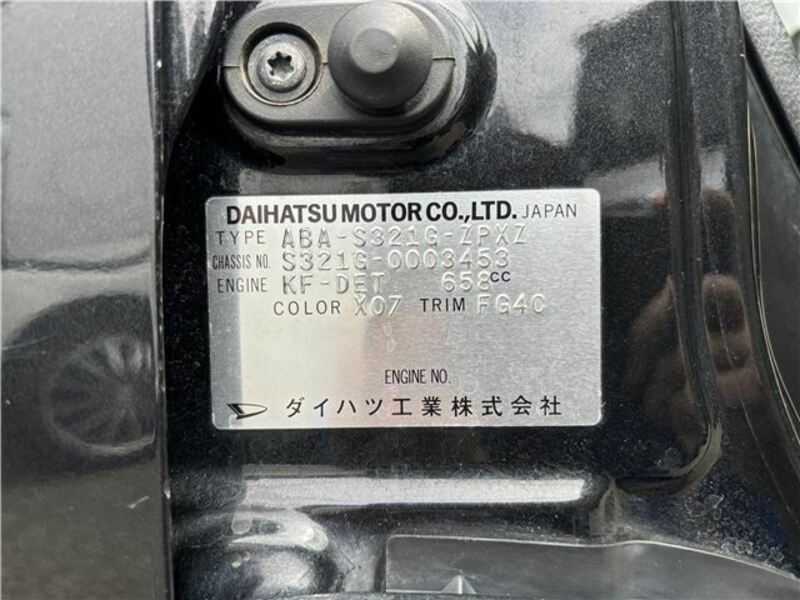 DAIHATSU MOTOR CO.,LTD. JAPAN
TYPE ABA-S321G-ZPXZ
CHASSIS NO. S321G-0003453
ENGINE KF-DET 658cc
COLOR X07 TRIM FG4C
ENGINE NO.
ダイハツ工業株式会社